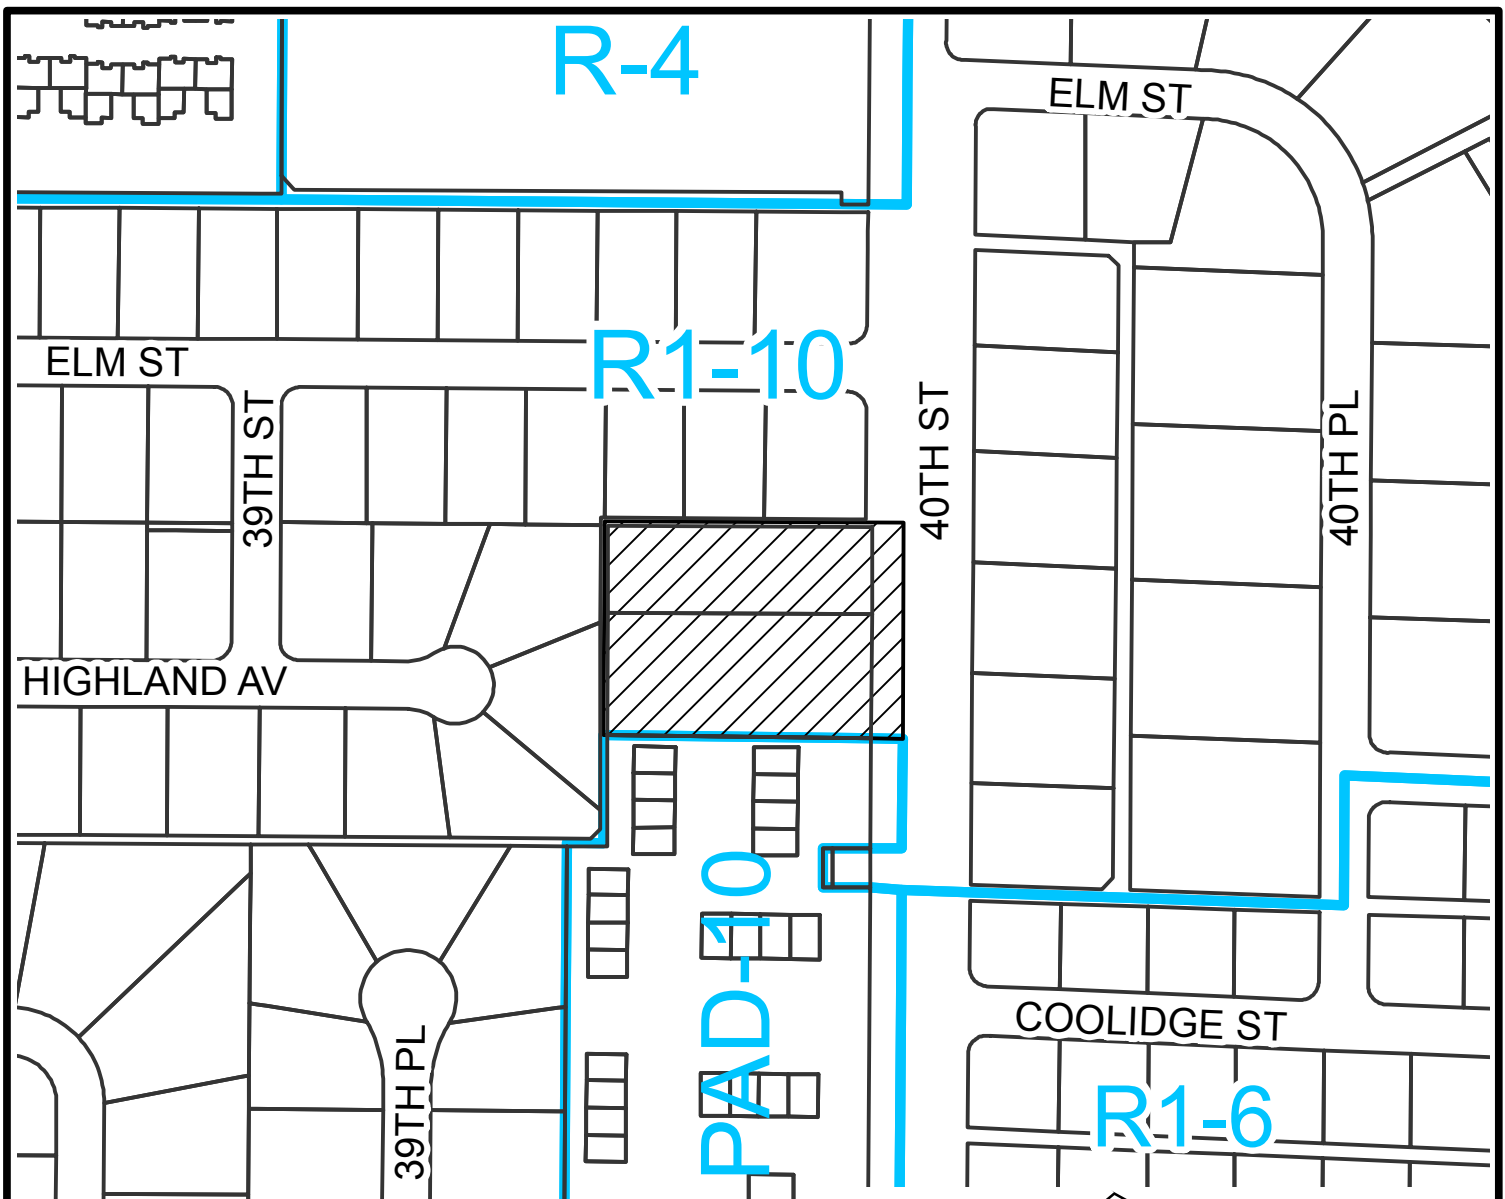 R-4
ELM ST
R1-10
ELM ST
39TH ST
40TH ST
40TH PL
HIGHLAND AV
PAD-10
COOLIDGE ST
39TH PL
R1-6